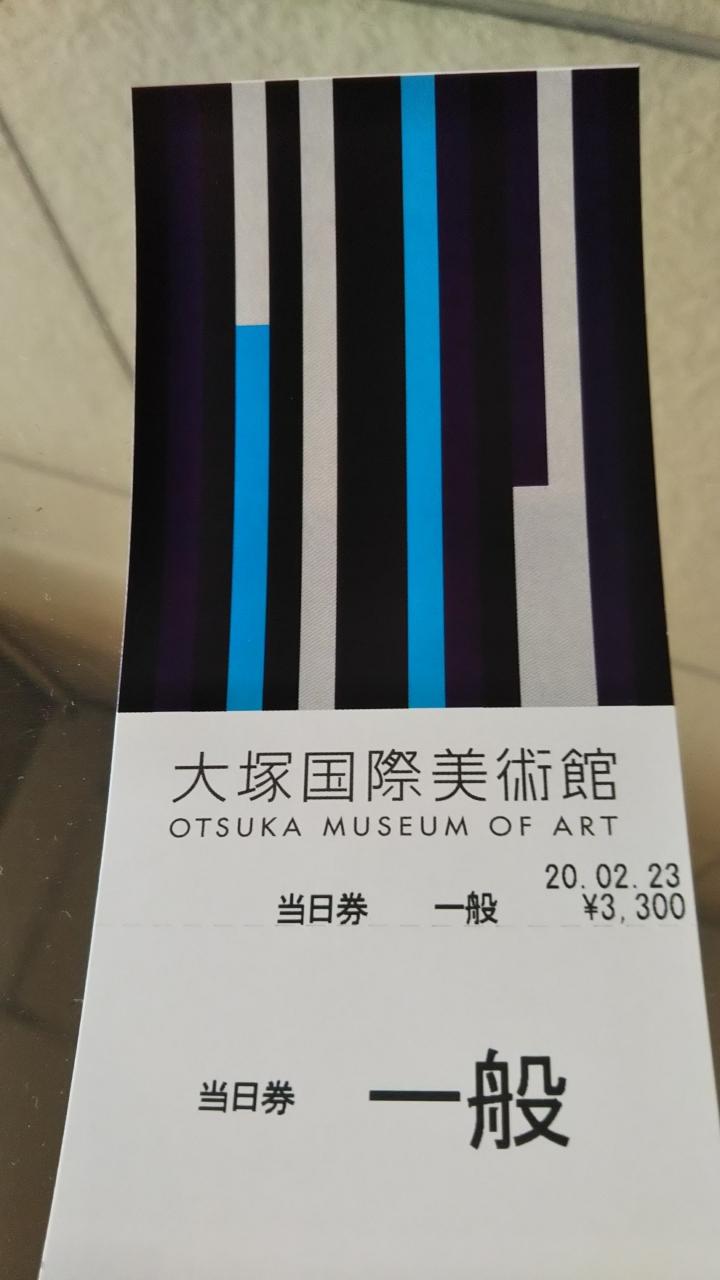 大塚国際美術館
OTSUKA MUSEUM OF ART
20.02.23
当日券 一般 ¥3,300
当日券 一般